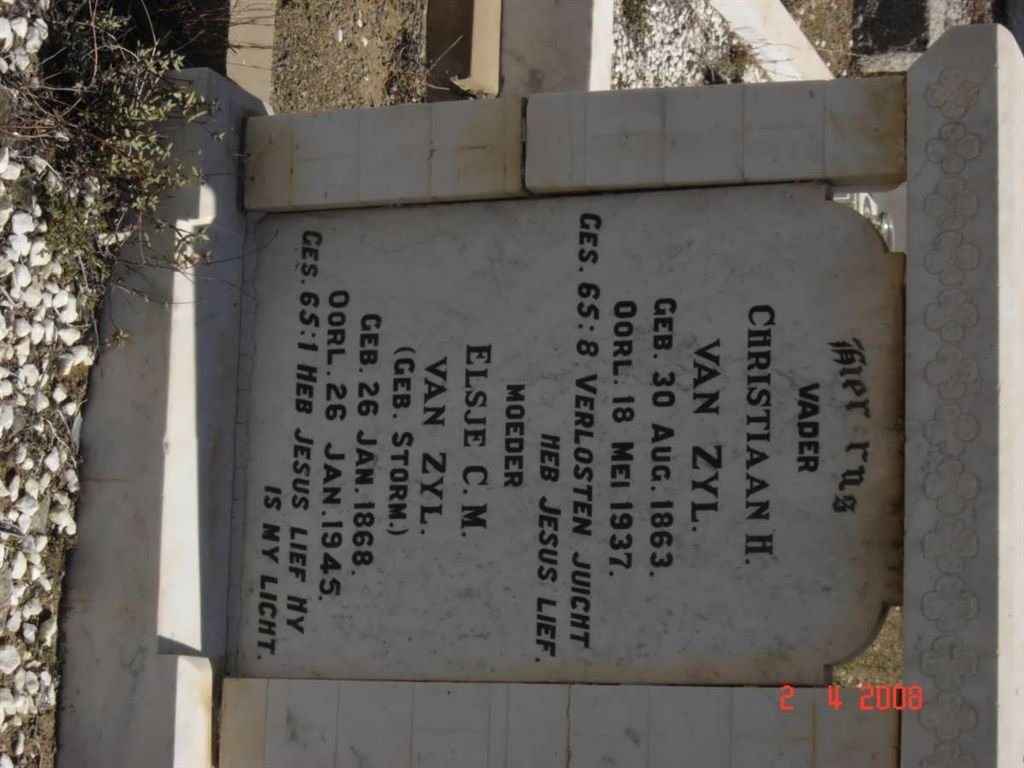 Hier rus
VADER
CHRISTIAAN H.
VAN ZYL.
GEB. 30 AUG. 1863.
OORL. 18 MEI 1937.
GES. 65:8 VERLOSTEN JUICHT
HEB JESUS LIEF.
MOEDER
ELSJE C. M.
VAN ZYL.
(GEB. STORM.)
GEB. 26 JAN. 1868.
OORL. 26 JAN. 1945.
GES. 65:1 HEB JESUS LIEF HY
IS MY LICHT.
2 4 2008